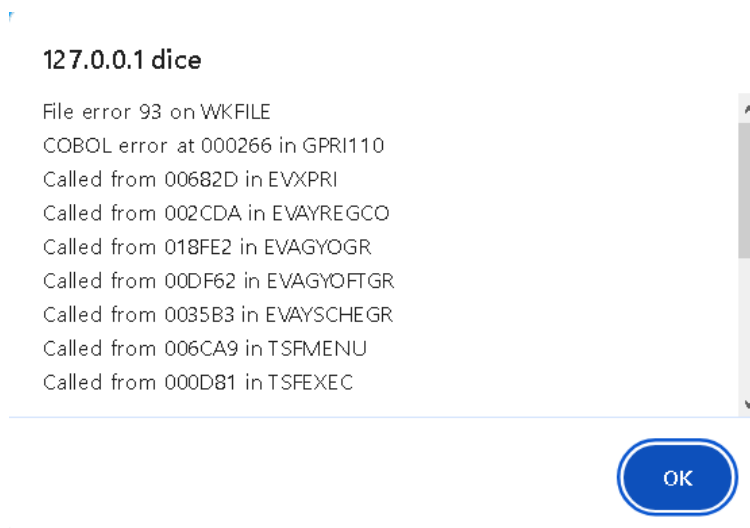 127.0.0.1 dice
File error 93 on WKFILE
COBOL error at 000266 in GPRI110
Called from 00682D in EVXPRI
Called from 002CDA in EVAYREGCO
Called from 018FE2 in EVAGYOGR
Called from 00DF62 in EVAGYOFTGR
Called from 0035B3 in EVAYSCHEGR
Called from 006CA9 in TSFMENU
Called from 000D81 in TSFEXEC
OK